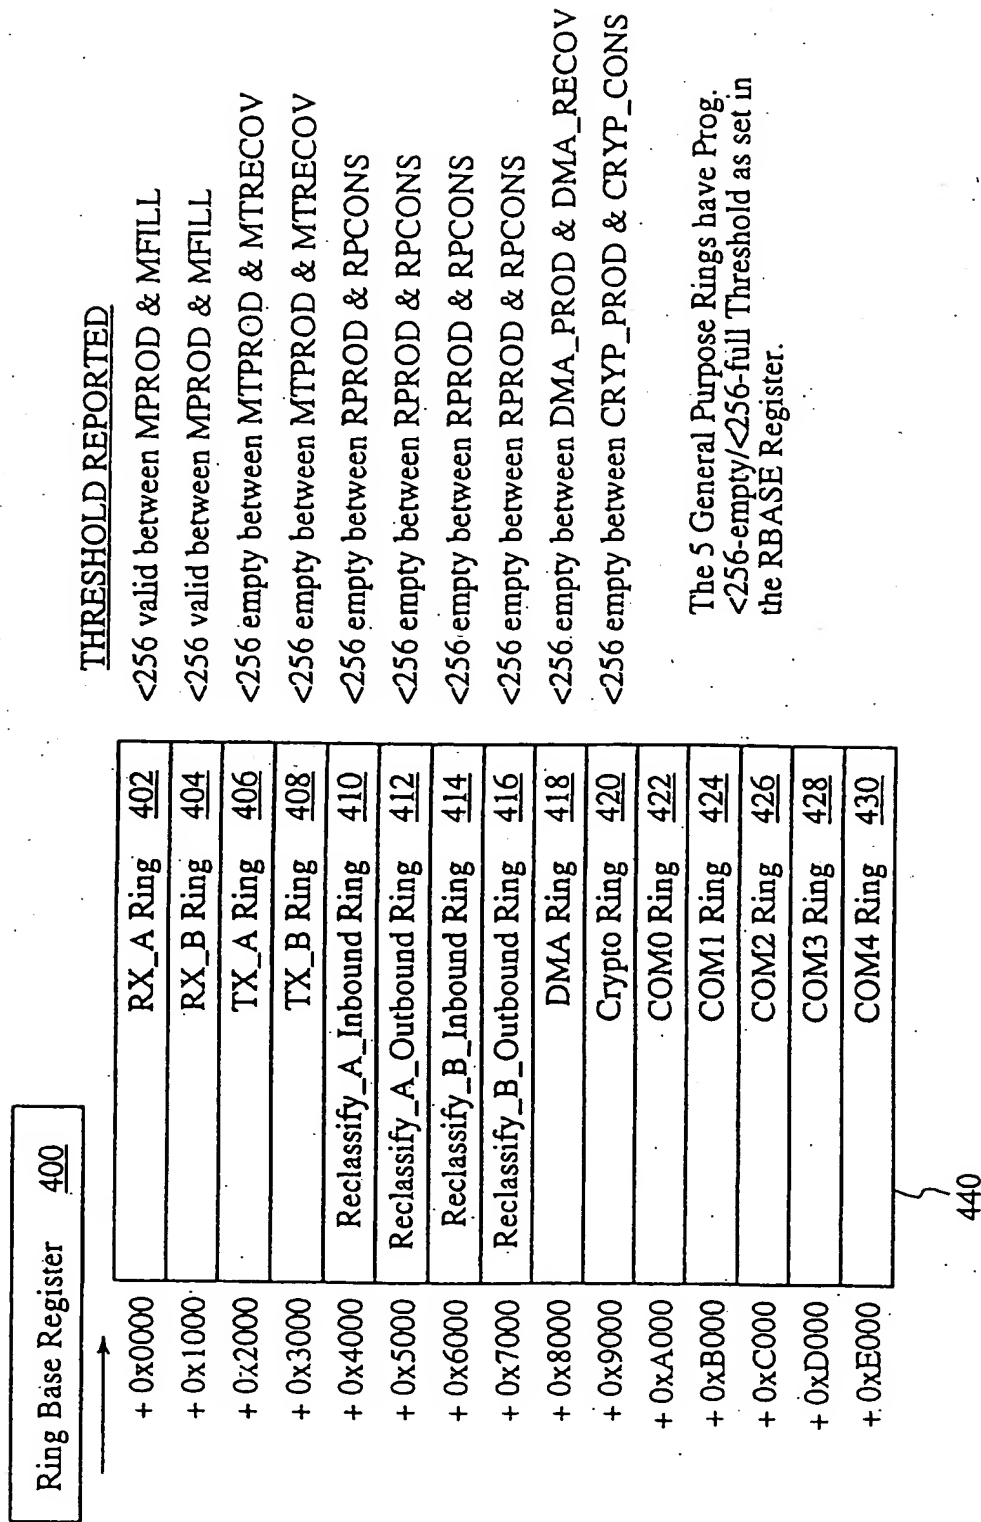 Ring Base Register 400
THRESHOLD REPORTED
+ 0x0000 RX_A Ring 402 <256 valid between MPROD & MFILL
+ 0x1000 RX_B Ring 404 <256 valid between MPROD & MFILL
+ 0x2000 TX_A Ring 406 <256 empty between MTPROD & MTRECOV
+ 0x3000 TX_B Ring 408 <256 empty between MTPROD & MTRECOV
+ 0x4000 Reclassify_A_Inbound Ring 410 <256 empty between RPROD & RPCONS
+ 0x5000 Reclassify_A_Outbound Ring 412 <256 empty between RPROD & RPCONS
+ 0x6000 Reclassify_B_Inbound Ring 414 <256 empty between RPROD & RPCONS
+ 0x7000 Reclassify_B_Outbound Ring 416 <256 empty between RPROD & RPCONS
+ 0x8000 DMA Ring 418 <256 empty between DMA_PROD & DMA_RECOV
+ 0x9000 Crypto Ring 420 <256 empty between CRYP_PROD & CRYP_CONS
+ 0xA000 COM0 Ring 422
+ 0xB000 COM1 Ring 424
+ 0xC000 COM2 Ring 426
+ 0xD000 COM3 Ring 428
+ 0xE000 COM4 Ring 430
The 5 General Purpose Rings have Prog.
<256-empty/<256-full Threshold as set in
the RBASE Register.
440